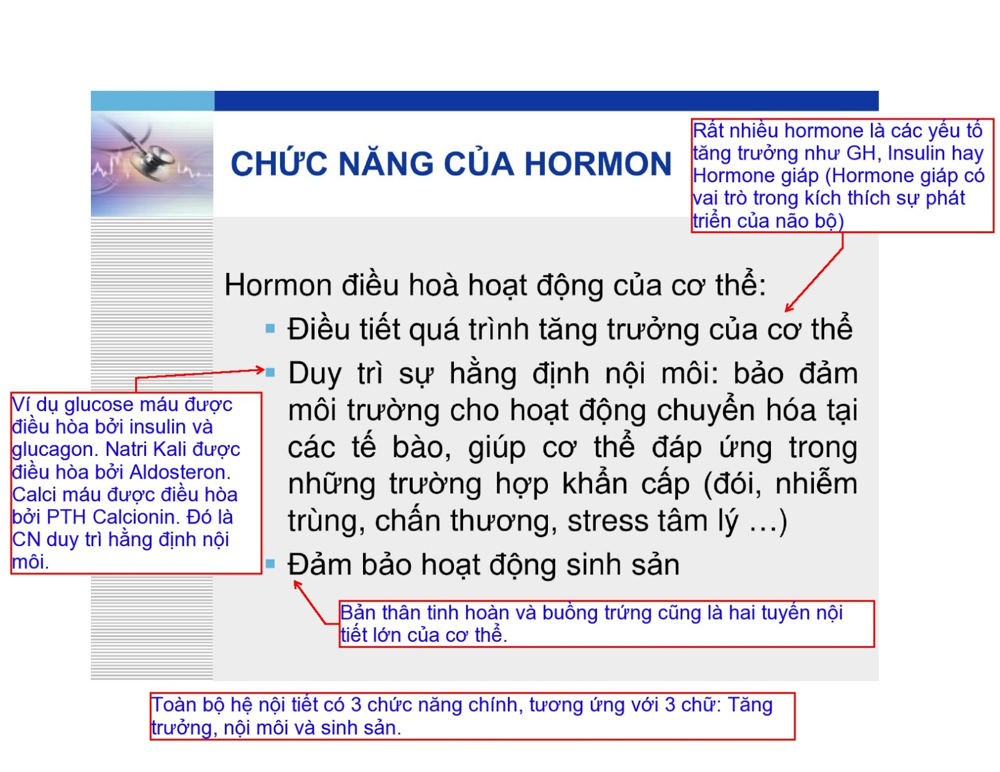 CHỨC NĂNG CỦA HORMON
Rất nhiều hormone là các yếu tố
tăng trưởng như GH, Insulin hay
Hormone giáp (Hormone giáp có
vai trò trong kích thích sự phát
triển của não bộ)
Hormon điều hoà hoạt động của cơ thể:
Điều tiết quá trình tăng trưởng của cơ thể
Duy trì sự hằng định nội môi: bảo đảm
môi trường cho hoạt động chuyển hóa tại
các tế bào, giúp cơ thể đáp ứng trong
những trường hợp khẩn cấp (đói, nhiễm
trùng, chấn thương, stress tâm lý ...)
Đảm bảo hoạt động sinh sản
Ví dụ glucose máu được
điều hòa bởi insulin và
glucagon. Natri Kali được
điều hòa bởi Aldosteron.
Calci máu được điều hòa
bởi PTH Calcionin. Đó là
CN duy trì hằng định nội
môi.
Bản thân tinh hoàn và buồng trứng cũng là hai tuyến nội
tiết lớn của cơ thể.
Toàn bộ hệ nội tiết có 3 chức năng chính, tương ứng với 3 chữ: Tăng
trưởng, nội môi và sinh sản.